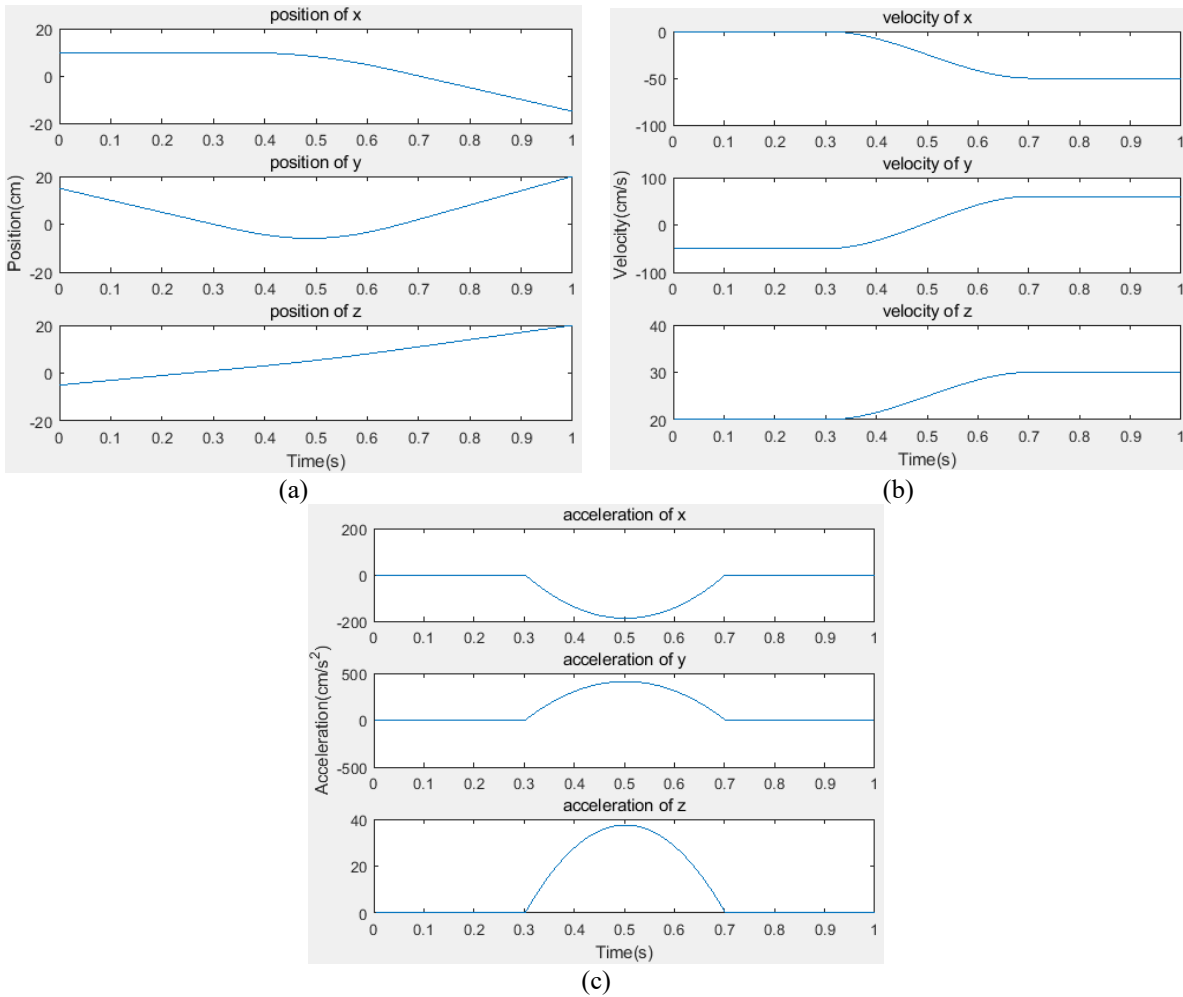 position of x
20
0
-20
0 0.1 0.2 0.3 0.4 0.5 0.6 0.7 0.8 0.9 1
position of y
20
0
-20
Position(cm)
0 0.1 0.2 0.3 0.4 0.5 0.6 0.7 0.8 0.9 1
position of z
20
0
-20
0 0.1 0.2 0.3 0.4 0.5 0.6 0.7 0.8 0.9 1
Time(s)
(a)
velocity of x
0
-50
-100
0 0.1 0.2 0.3 0.4 0.5 0.6 0.7 0.8 0.9 1
velocity of y
100
0
-100
Velocity(cm/s)
0 0.1 0.2 0.3 0.4 0.5 0.6 0.7 0.8 0.9 1
velocity of z
40
30
20
0 0.1 0.2 0.3 0.4 0.5 0.6 0.7 0.8 0.9 1
Time(s)
(b)
acceleration of x
200
0
-200
0 0.1 0.2 0.3 0.4 0.5 0.6 0.7 0.8 0.9 1
acceleration of y
500
0
-500
Acceleration(cm/s²)
0 0.1 0.2 0.3 0.4 0.5 0.6 0.7 0.8 0.9 1
acceleration of z
40
20
0
0 0.1 0.2 0.3 0.4 0.5 0.6 0.7 0.8 0.9 1
Time(s)
(c)